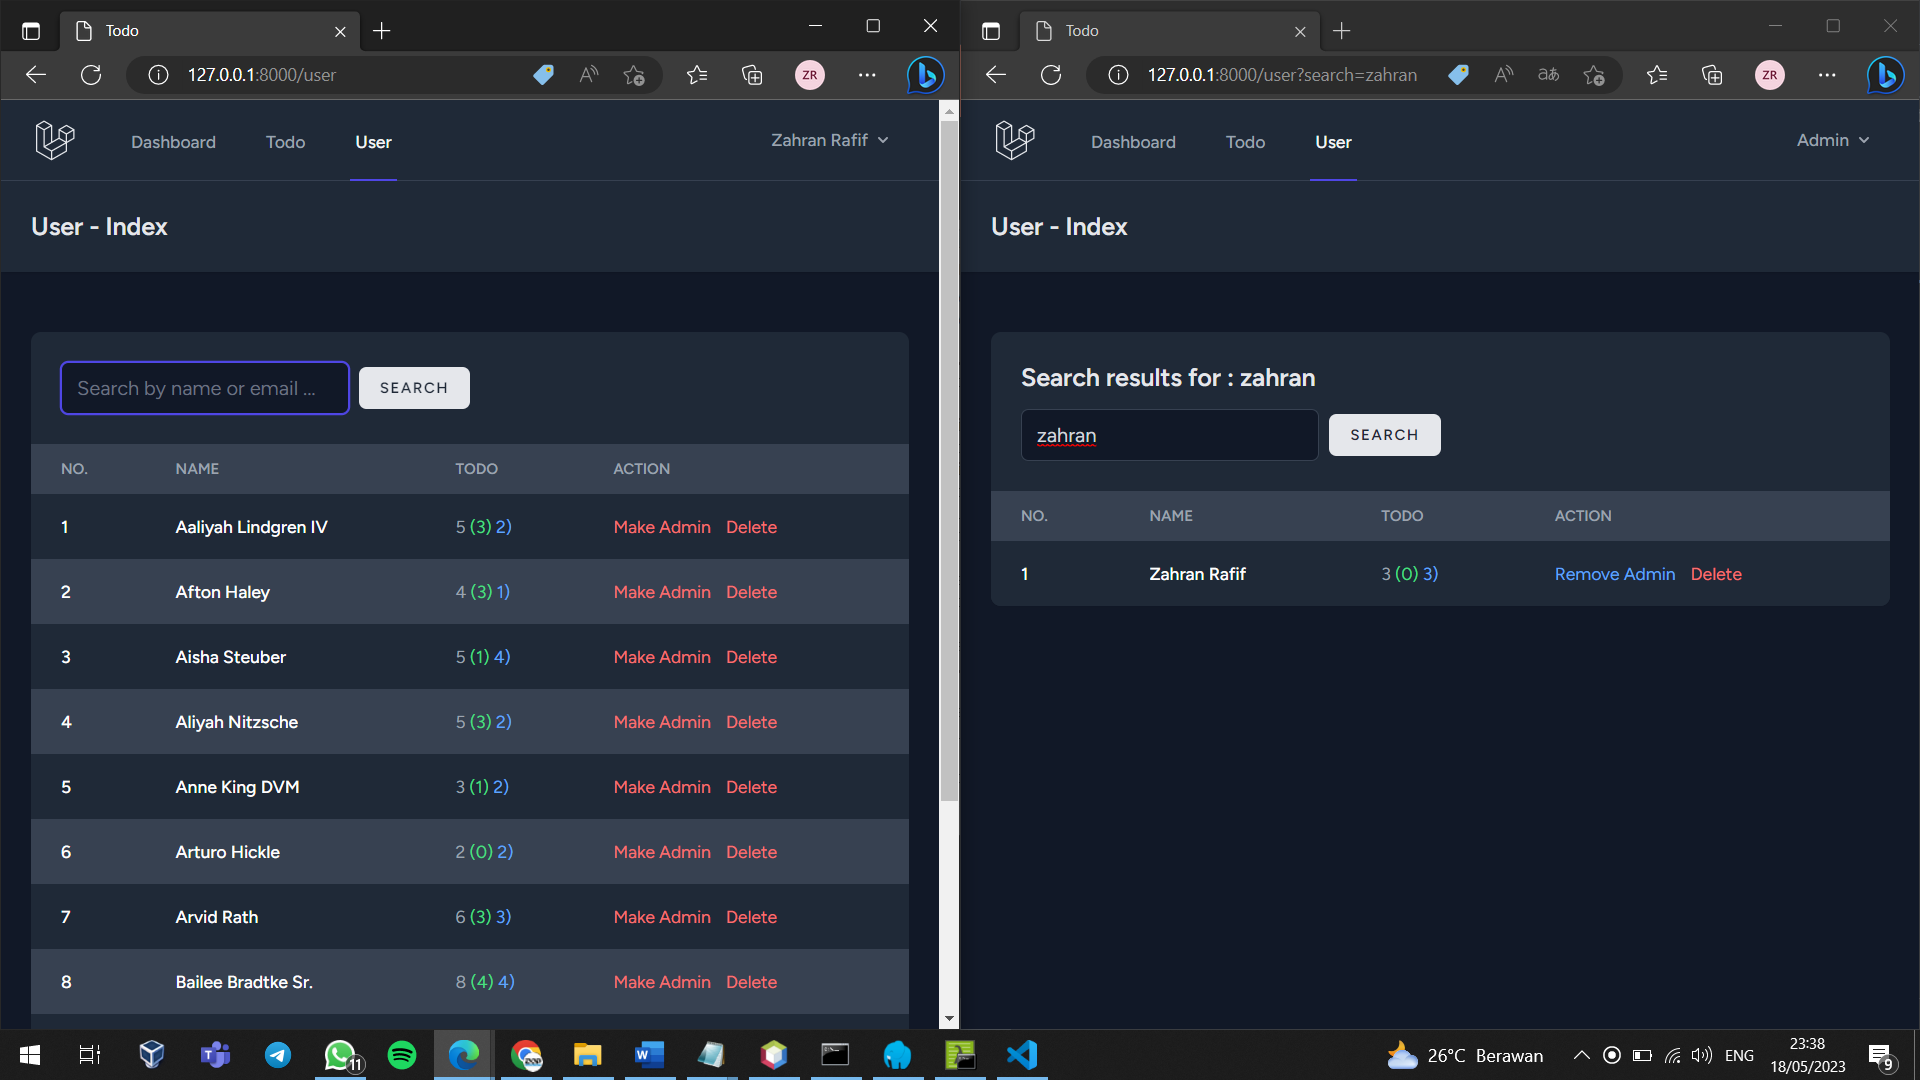 Todo
127.0.0.1:8000/user
ZR
Dashboard Todo User Zahran Rafif
User - Index
Search by name or email ... SEARCH
NO. NAME TODO ACTION
1 Aaliyah Lindgren IV 5 (3) 2) Make Admin Delete
2 Afton Haley 4 (3) 1) Make Admin Delete
3 Aisha Steuber 5 (1) 4) Make Admin Delete
4 Aliyah Nitzsche 5 (3) 2) Make Admin Delete
5 Anne King DVM 3 (1) 2) Make Admin Delete
6 Arturo Hickle 2 (0) 2) Make Admin Delete
7 Arvid Rath 6 (3) 3) Make Admin Delete
8 Bailee Bradtke Sr. 8 (4) 4) Make Admin Delete
Todo
127.0.0.1:8000/user?search=zahran
aあ
ZR
Dashboard Todo User Admin
User - Index
Search results for : zahran
zahran SEARCH
NO. NAME TODO ACTION
1 Zahran Rafif 3 (0) 3) Remove Admin Delete
11
26°C Berawan ENG
23:38
18/05/2023
9